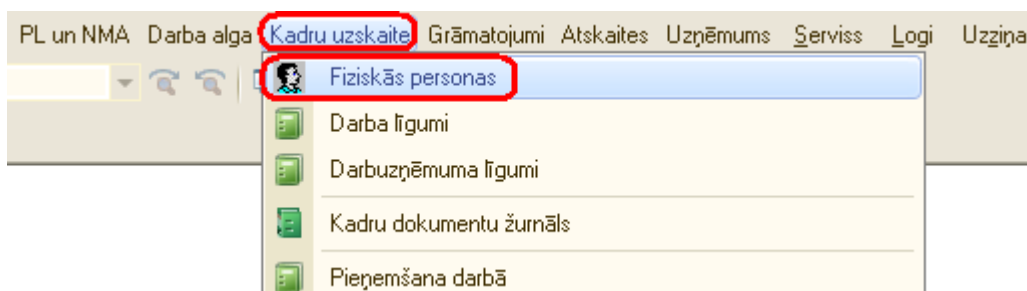 PL un NMA Darba alga Kadru uzskaite Grāmatojumi Atskaites Uzņēmums Serviss Logi Uzziņa
Fiziskās personas
Darba līgumi
Darbuzņēmuma līgumi
Kadru dokumentu žurnāls
Pieņemšana darbā